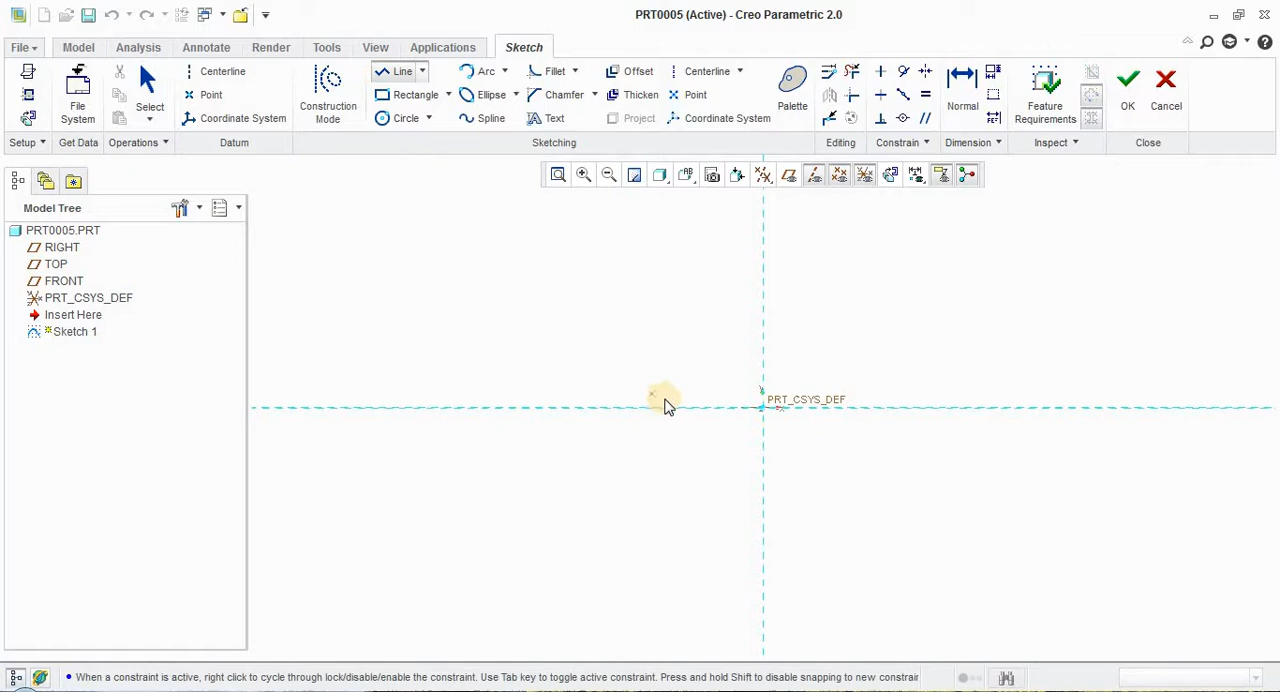 PRT0005 (Active) - Creo Parametric 2.0
File Model Analysis Annotate Render Tools View Applications Sketch
Centerline Line Arc Fillet Offset Centerline
Point Rectangle Ellipse Chamfer Thicken Point
Coordinate System Circle Spline Text Project Coordinate System
File System Select Construction Mode Palette Normal Feature Requirements OK Cancel
Setup Get Data Operations Datum Sketching Editing Constrain Dimension Inspect Close
Model Tree
PRT0005.PRT
RIGHT
TOP
FRONT
PRT_CSYS_DEF
Insert Here
Sketch 1
PRT_CSYS_DEF
When a constraint is active, right click to cycle through lock/disable/enable the constraint. Use Tab key to toggle active constraint. Press and hold Shift to disable snapping to new constrair